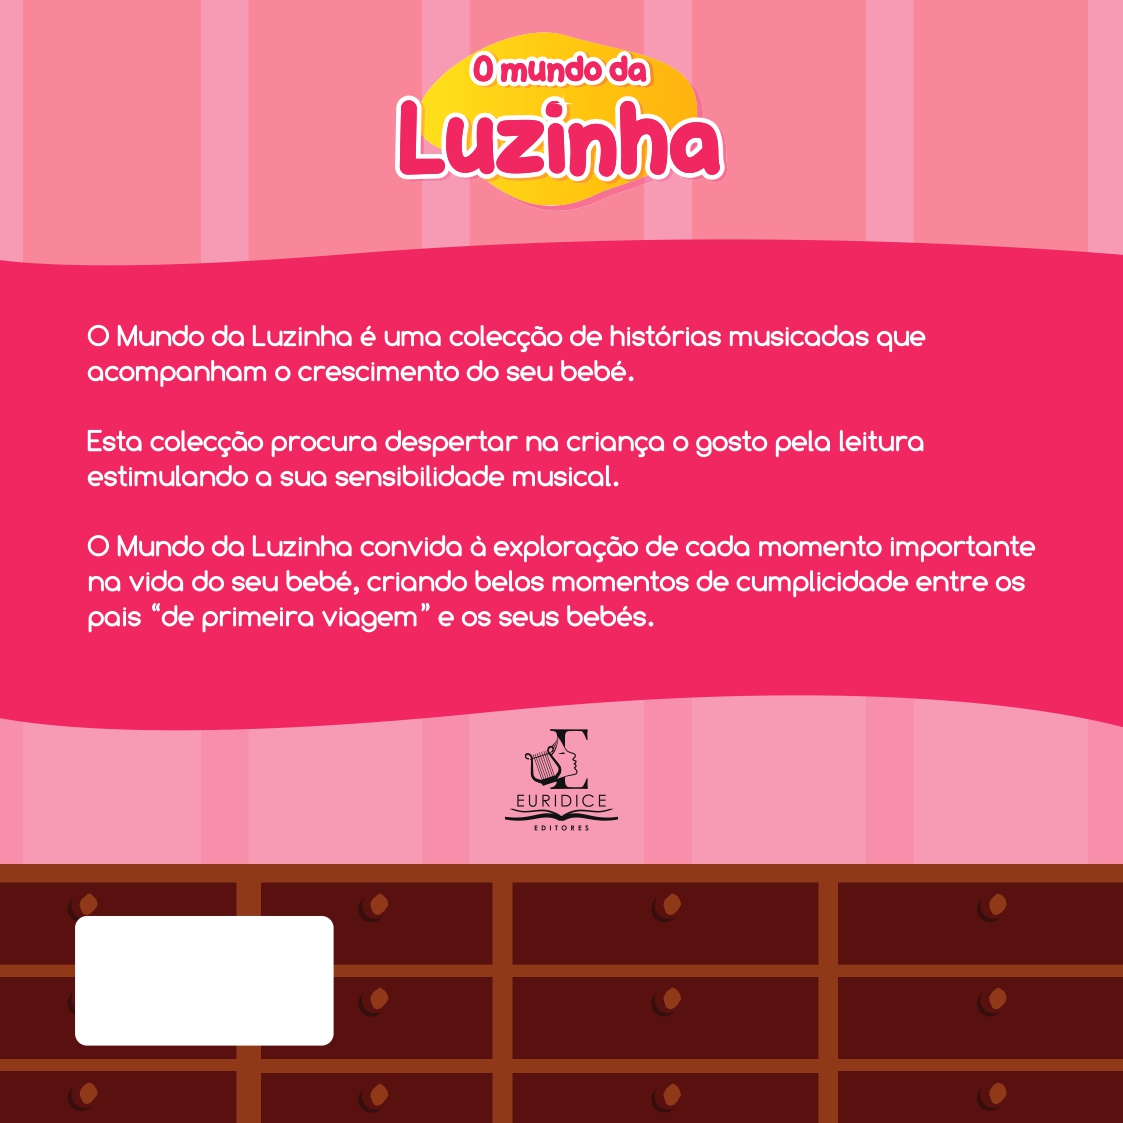 O mundo da
Luzinha
O Mundo da Luzinha é uma colecção de histórias musicadas que
acompanham o crescimento do seu bebé.
Esta colecção procura despertar na criança o gosto pela leitura
estimulando a sua sensibilidade musical.
O Mundo da Luzinha convida à exploração de cada momento importante
na vida do seu bebé, criando belos momentos de cumplicidade entre os
pais “de primeira viagem” e os seus bebés.
E
EURIDICE
EDITORES